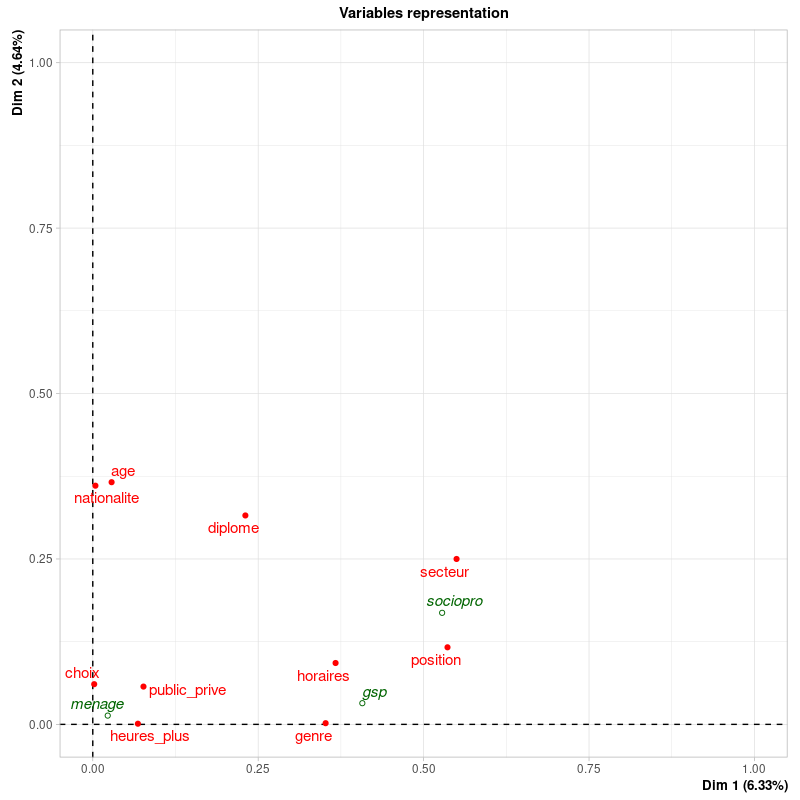 Variables representation
Dim 2 (4.64%)
1.00
0.75
0.50
0.25
0.00
age
nationalite
diplome
secteur
sociopro
position
horaires
choix
public_prive
gsp
menage
heures_plus
genre
0.00 0.25 0.50 0.75 1.00
Dim 1 (6.33%)